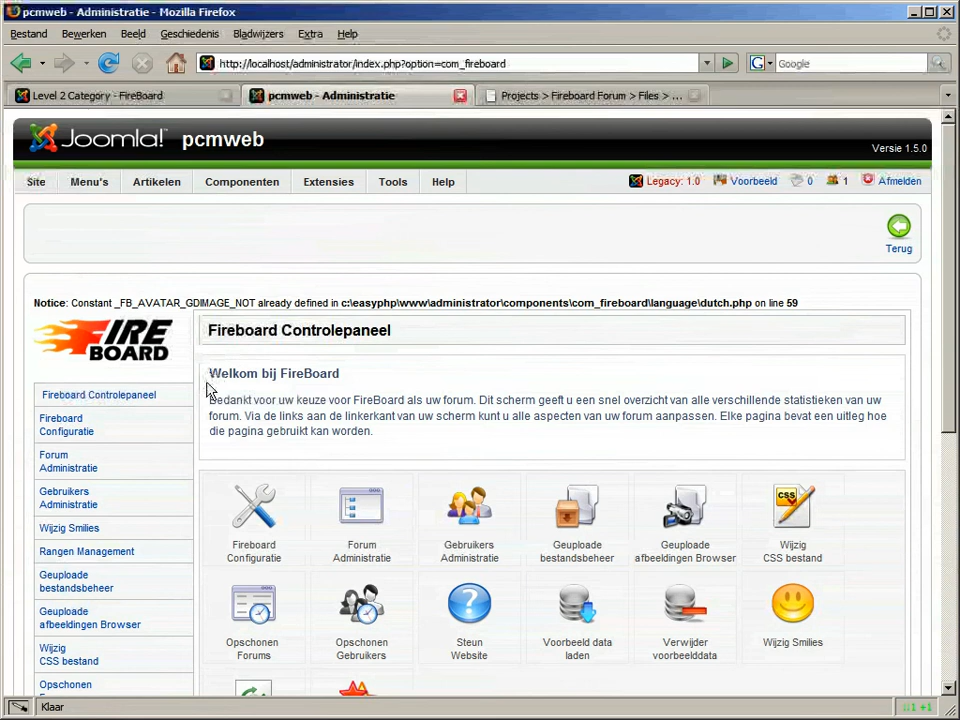 pcmweb - Administratie - Mozilla Firefox
Bestand Bewerken Beeld Geschiedenis Bladwijzers Extra Help
http://localhost/administrator/index.php?option=com_fireboard
G Google
Level 2 Category - FireBoard
pcmweb - Administratie
Projects > Fireboard Forum > Files > ...
Joomla! pcmweb
Versie 1.5.0
Site Menu's Artikelen Componenten Extensies Tools Help
Legacy: 1.0 Voorbeeld 0 1 Afmelden
Terug
Notice: Constant _FB_AVATAR_GDIMAGE_NOT already defined in c:\easyphp\www\administrator\components\com_fireboard\language\dutch.php on line 59
FIRE
BOARD
Fireboard Controlepaneel
Fireboard
Configuratie
Forum
Administratie
Gebruikers
Administratie
Wijzig Smilies
Rangen Management
Geuploade
bestandsbeheer
Geuploade
afbeeldingen Browser
Wijzig
CSS bestand
Opschonen
Fireboard Controlepaneel
Welkom bij FireBoard
Bedankt voor uw keuze voor FireBoard als uw forum. Dit scherm geeft u een snel overzicht van alle verschillende statistieken van uw
forum. Via de links aan de linkerkant van uw scherm kunt u alle aspecten van uw forum aanpassen. Elke pagina bevat een uitleg hoe
die pagina gebruikt kan worden.
Fireboard
Configuratie
Forum
Administratie
Gebruikers
Administratie
Geuploade
bestandsbeheer
Geuploade
afbeeldingen Browser
CSS
Wijzig
CSS bestand
Opschonen
Forums
Opschonen
Gebruikers
Steun
Website
Voorbeeld data
laden
Verwijder
voorbeelddata
Wijzig Smilies
Klaar